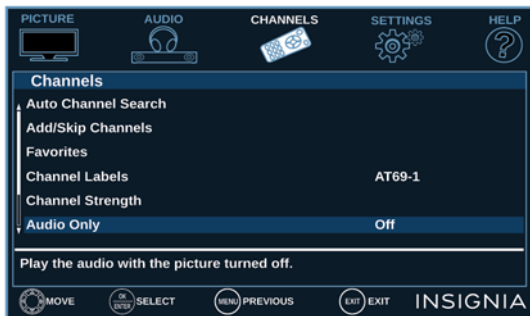 PICTURE AUDIO CHANNELS SETTINGS HELP
?
Channels
Auto Channel Search
Add/Skip Channels
Favorites
Channel Labels AT69-1
Channel Strength
Audio Only Off
Play the audio with the picture turned off.
MOVE OK ENTER SELECT MENU PREVIOUS EXIT EXIT INSIGNIA